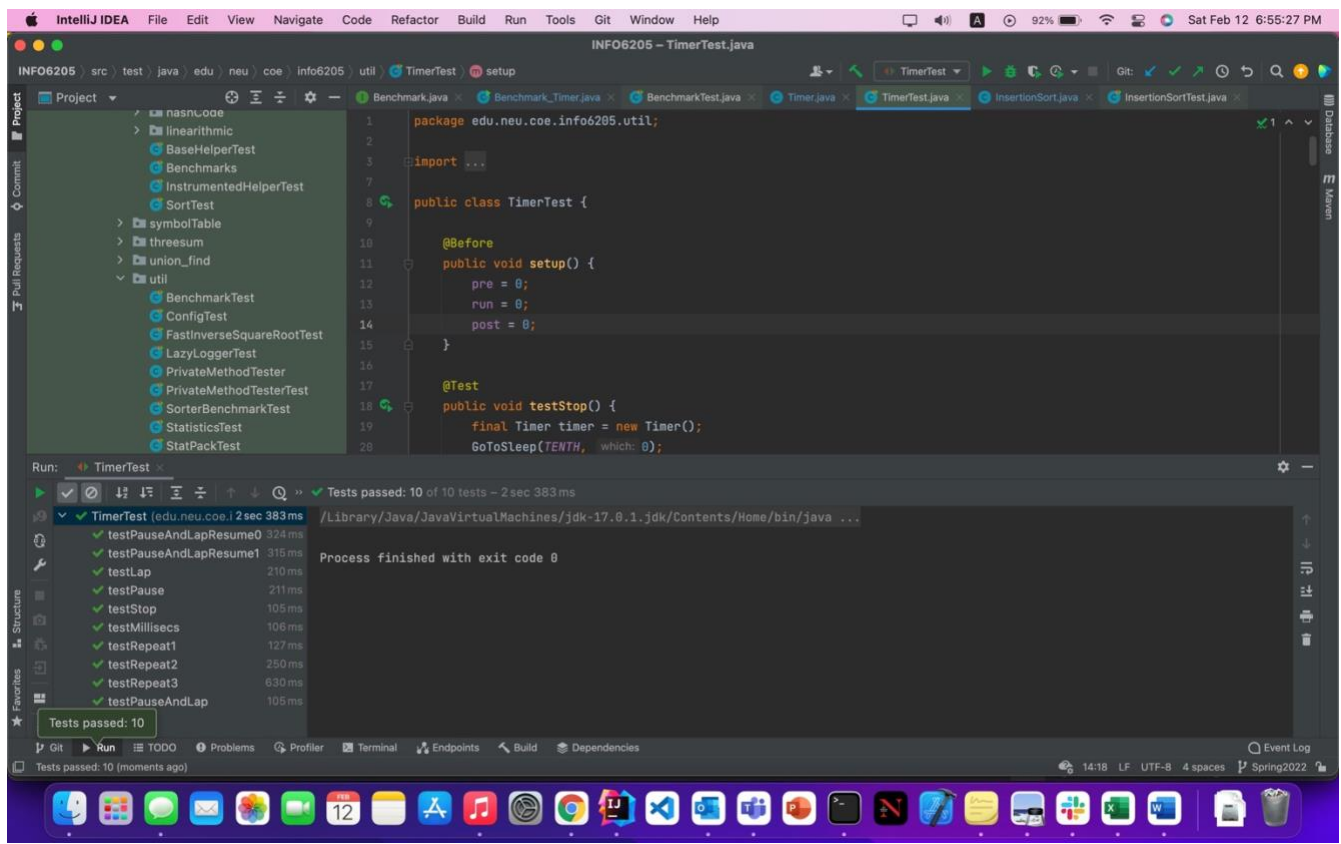 IntelliJ IDEA File Edit View Navigate Code Refactor Build Run Tools Git Window Help A 92% Sat Feb 12 6:55:27 PM
INFO6205 – TimerTest.java
INFO6205 〉 src 〉 test 〉 java 〉 edu 〉 neu 〉 coe 〉 info6205 〉 util 〉 TimerTest 〉 setup TimerTest Git:
Project Benchmark.java Benchmark_Timer.java BenchmarkTest.java Timer.java TimerTest.java InsertionSort.java InsertionSortTest.java
hashCode
linearithmic
BaseHelperTest
Benchmarks
InstrumentedHelperTest
SortTest
symbolTable
threesum
union_find
util
BenchmarkTest
ConfigTest
FastInverseSquareRootTest
LazyLoggerTest
PrivateMethodTester
PrivateMethodTesterTest
SorterBenchmarkTest
StatisticsTest
StatPackTest
1 package edu.neu.coe.info6205.util;
2
3 import ...
7
8 public class TimerTest {
9
10 @Before
11 public void setup() {
12 pre = 0;
13 run = 0;
14 post = 0;
15 }
16
17 @Test
18 public void testStop() {
19 final Timer timer = new Timer();
20 GoToSleep(TENTH, which: 0);
1
Project
Commit
Pull Requests
Structure
Favorites
Database
m Maven
Run: TimerTest
Tests passed: 10 of 10 tests – 2 sec 383 ms
TimerTest (edu.neu.coe.i 2 sec 383 ms
testPauseAndLapResume0 324 ms
testPauseAndLapResume1 315 ms
testLap 210 ms
testPause 211 ms
testStop 105 ms
testMillisecs 106 ms
testRepeat1 127 ms
testRepeat2 250 ms
testRepeat3 630 ms
testPauseAndLap 105 ms
/Library/Java/JavaVirtualMachines/jdk-17.0.1.jdk/Contents/Home/bin/java ...
Process finished with exit code 0
Tests passed: 10
Git Run TODO Problems Profiler Terminal Endpoints Build Dependencies Event Log
Tests passed: 10 (moments ago) 14:18 LF UTF-8 4 spaces Spring2022
FEB
12